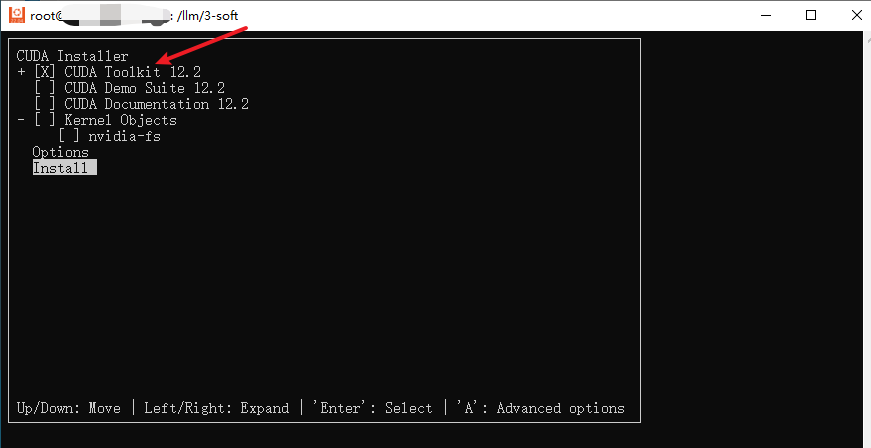 root@ : /llm/3-soft
CUDA Installer
+ [X] CUDA Toolkit 12.2
[ ] CUDA Demo Suite 12.2
[ ] CUDA Documentation 12.2
- [ ] Kernel Objects
[ ] nvidia-fs
Options
Install
Up/Down: Move | Left/Right: Expand | 'Enter': Select | 'A': Advanced options